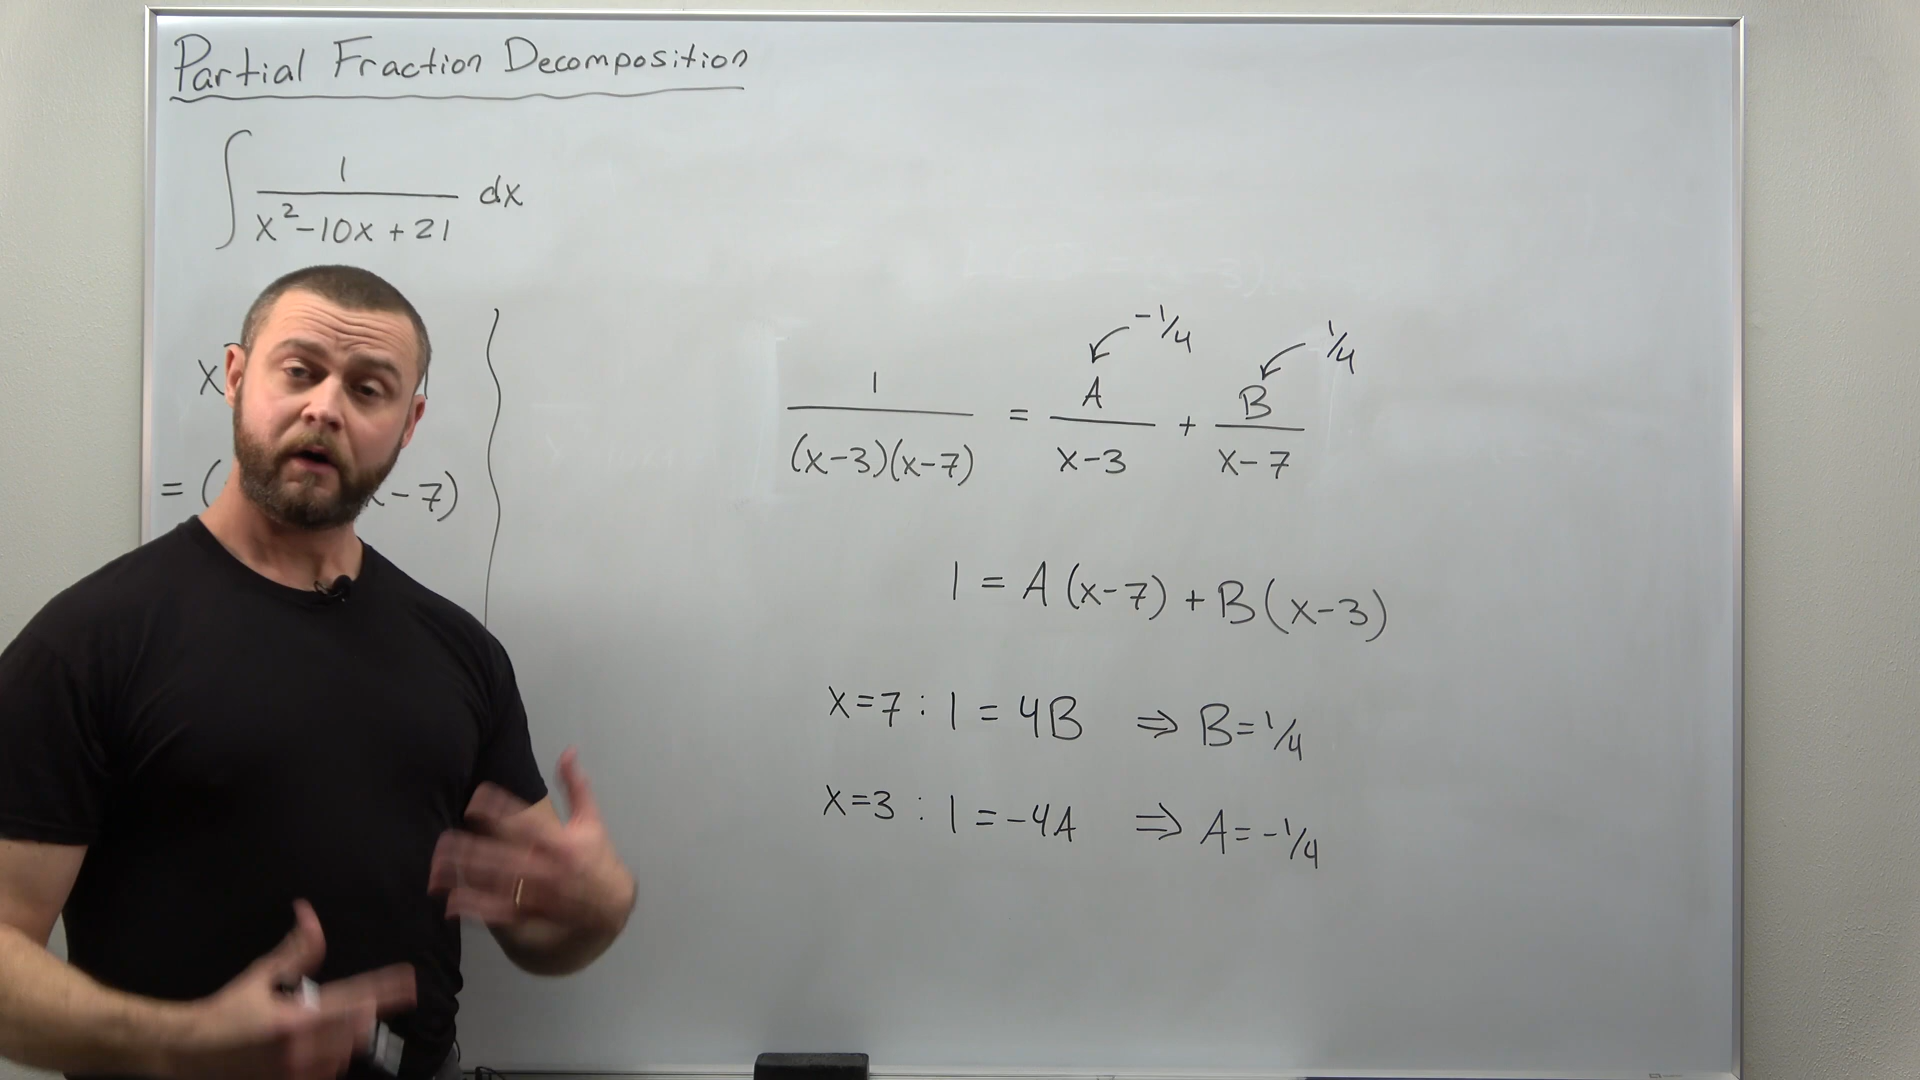 Partial Fraction Decomposition
∫ 1/(x²-10x+21) dx
x
= ( x-7)
-1/4 1/4
1/((x-3)(x-7)) = A/(x-3) + B/(x-7)
1 = A(x-7) + B(x-3)
x=7 : 1 = 4B ⇒ B=1/4
x=3 : 1 = -4A ⇒ A=-1/4